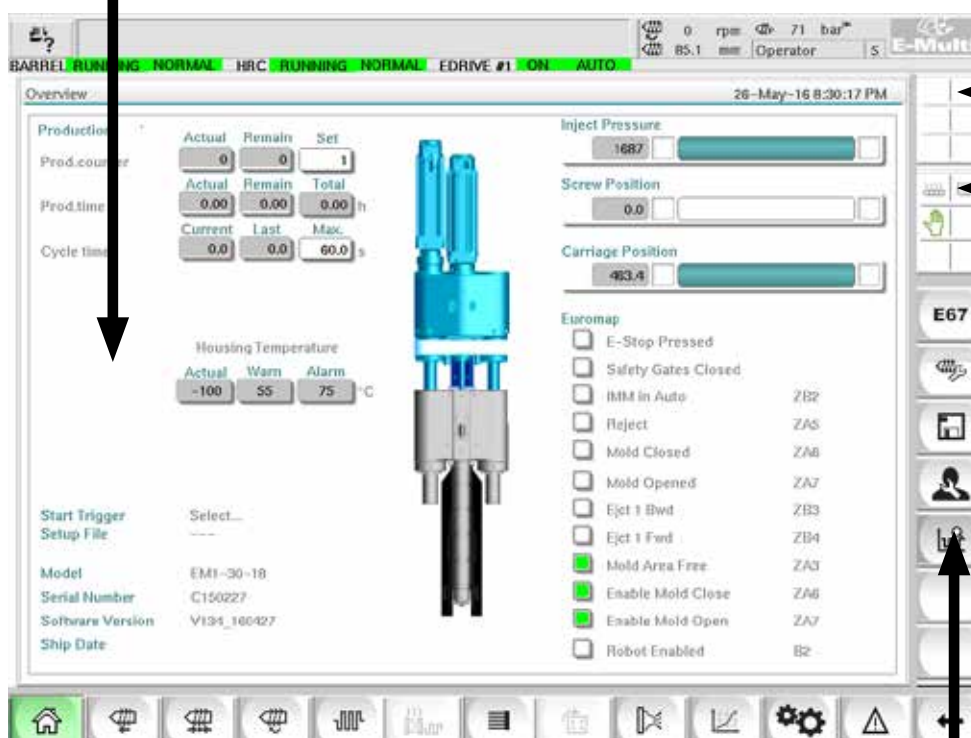 0 rpm 71 bar
85.1 mm Operator S
E-Multi
BARREL RUNNING NORMAL HRC RUNNING NORMAL EDRIVE #1 ON AUTO
Overview 26-May-16 8:30:17 PM
Production
Actual Remain Set
Prod.counter 0 0 1
Actual Remain Total
Prod.time 0.00 0.00 0.00 h
Current Last Max.
Cycle time 0.0 0.0 60.0 s
Housing Temperature
Actual Warn Alarm
-100 55 75 °C
Start Trigger Select...
Setup File ---
Model EM1-30-18
Serial Number C150227
Software Version V134_160427
Ship Date
Inject Pressure
1687
Screw Position
0.0
Carriage Position
463.4
Euromap
E-Stop Pressed
Safety Gates Closed
IMM in Auto ZB2
Reject ZA5
Mold Closed ZA6
Mold Opened ZA7
Ejct 1 Bwd ZB3
Ejct 1 Fwd ZB4
Mold Area Free ZA3
Enable Mold Close ZA6
Enable Mold Open ZA7
Robot Enabled B2
E67